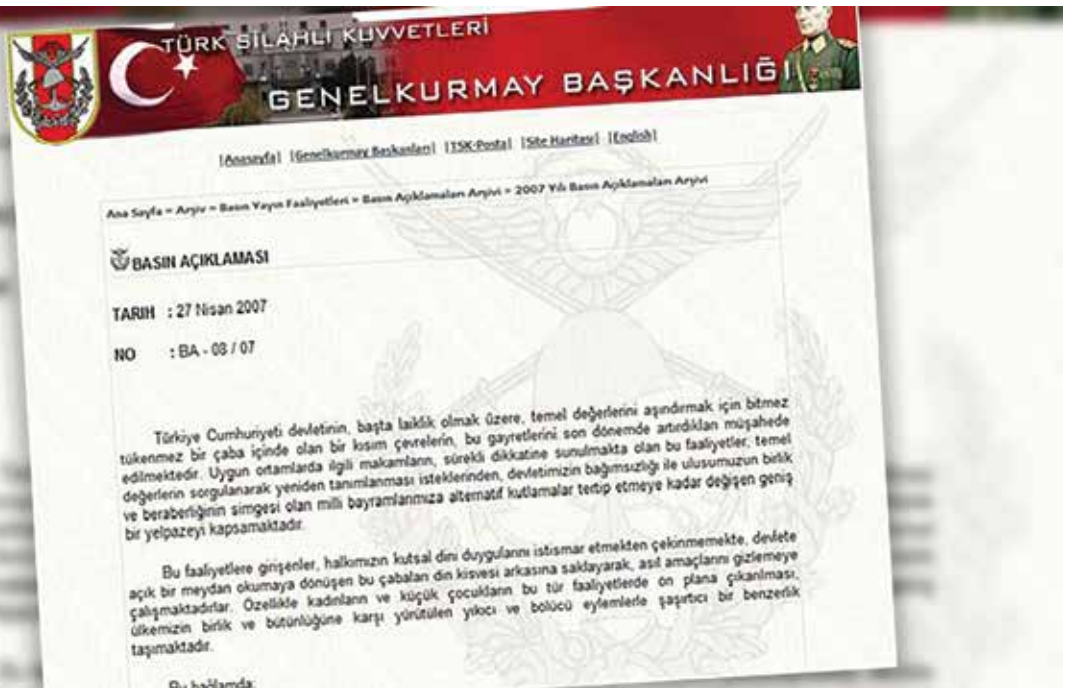 TÜRK SİLAHLI KUVVETLERİ
GENELKURMAY BAŞKANLIĞI
|Anasayfa| |Genelkurmay Başkanları| |TSK-Posta| |Site Haritası| |English|
Ana Sayfa = Arşiv = Basın Yayın Faaliyetleri = Basın Açıklamaları Arşivi = 2007 Yılı Basın Açıklamaları Arşivi
BASIN AÇIKLAMASI
TARIH : 27 Nisan 2007
NO : BA - 08 / 07
Türkiye Cumhuriyeti devletinin, başta laiklik olmak üzere, temel değerlerini aşındırmak için bitmez
tükenmez bir çaba içinde olan bir kısım çevrelerin, bu gayretlerini son dönemde artırdıkları müşahede
edilmektedir. Uygun ortamlarda ilgili makamların, sürekli dikkatine sunulmakta olan bu faaliyetler, temel
değerlerin sorgulanarak yeniden tanımlanması isteklerinden, devletimizin bağımsızlığı ile ulusumuzun birlik
ve beraberliğinin simgesi olan milli bayramlarımıza alternatif kutlamalar tertip etmeye kadar değişen geniş
bir yelpazeyi kapsamaktadır.
Bu faaliyetlere girişenler, halkımızın kutsal dini duygularını istismar etmekten çekinmemekte, devlete
açık bir meydan okumaya dönüşen bu çabaları din kisvesi arkasına saklayarak, asıl amaçlarını gizlemeye
çalışmaktadırlar. Özellikle kadınların ve küçük çocukların bu tür faaliyetlerde ön plana çıkarılması,
ülkemizin birlik ve bütünlüğüne karşı yürütülen yıkıcı ve bölücü eylemlerle şaşırtıcı bir benzerlik
taşımaktadır.
Bu bağlamda;